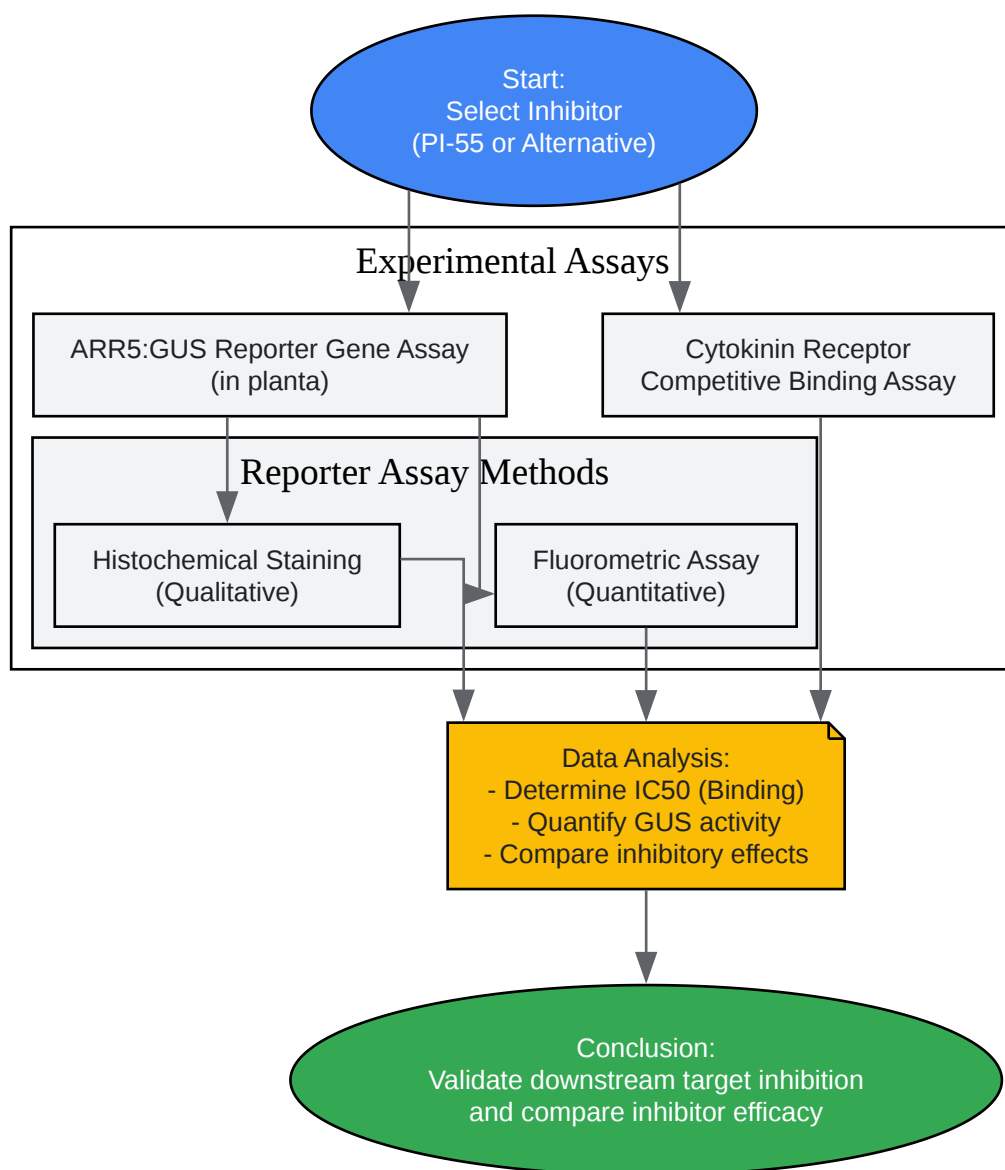 Start:
Select Inhibitor
(PI-55 or Alternative)
Experimental Assays
ARR5:GUS Reporter Gene Assay
(in planta)
Cytokinin Receptor
Competitive Binding Assay
Reporter Assay Methods
Histochemical Staining
(Qualitative)
Fluorometric Assay
(Quantitative)
Data Analysis:
- Determine IC50 (Binding)
- Quantify GUS activity
- Compare inhibitory effects
Conclusion:
Validate downstream target inhibition
and compare inhibitor efficacy